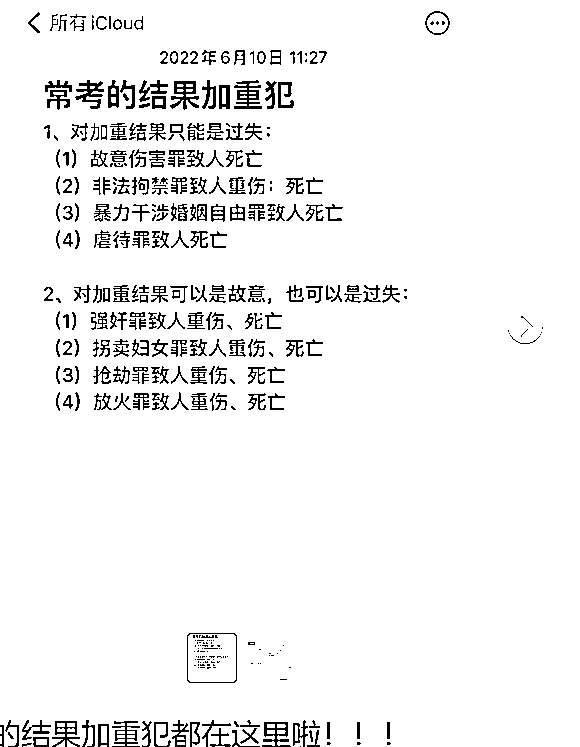 所有 iCloud
2022年6月10日 11:27
常考的结果加重犯
1、对加重结果只能是过失：
（1）故意伤害罪致人死亡
（2）非法拘禁罪致人重伤；死亡
（3）暴力干涉婚姻自由罪致人死亡
（4）虐待罪致人死亡
2、对加重结果可以是故意，也可以是过失：
（1）强奸罪致人重伤、死亡
（2）拐卖妇女罪致人重伤、死亡
（3）抢劫罪致人重伤、死亡
（4）放火罪致人重伤、死亡
的结果加重犯都在这里啦！！！